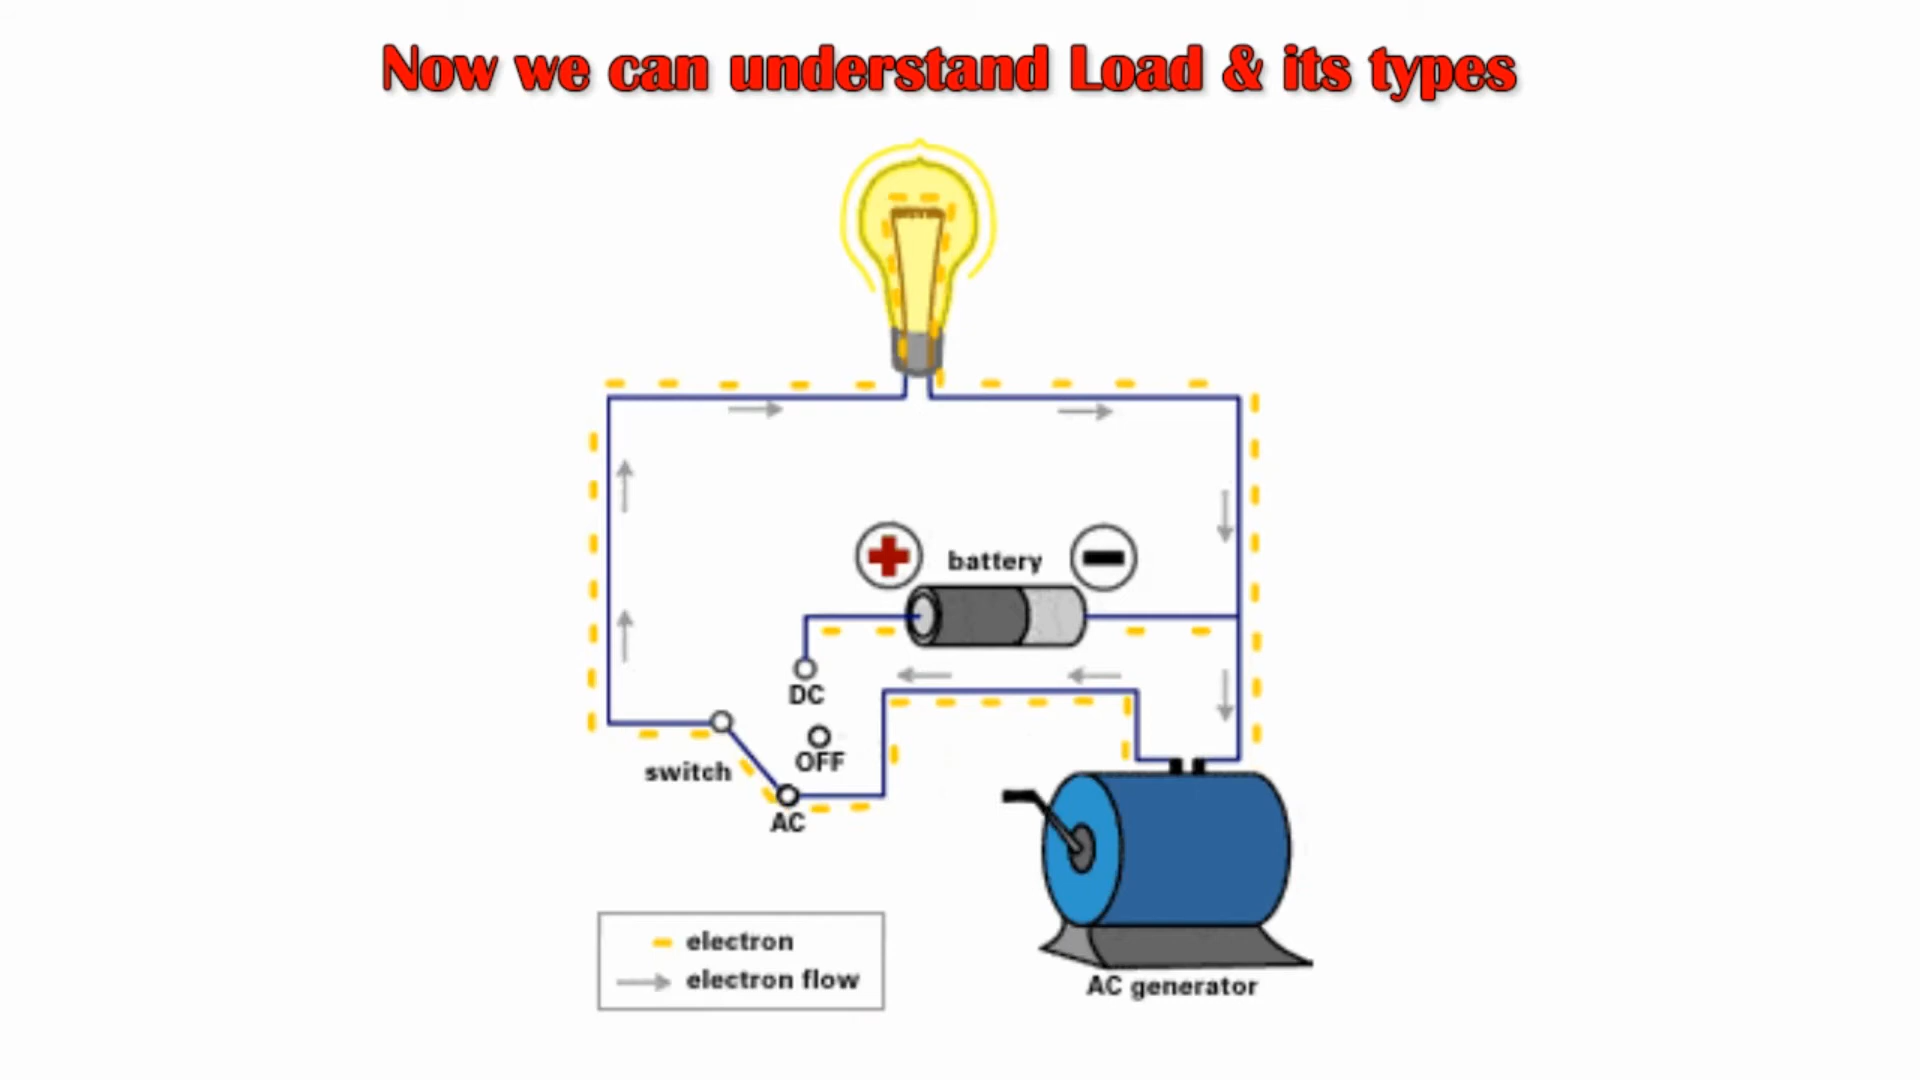 Now we can understand Load & its types
battery
DC
OFF
switch
AC
electron
electron flow
AC generator